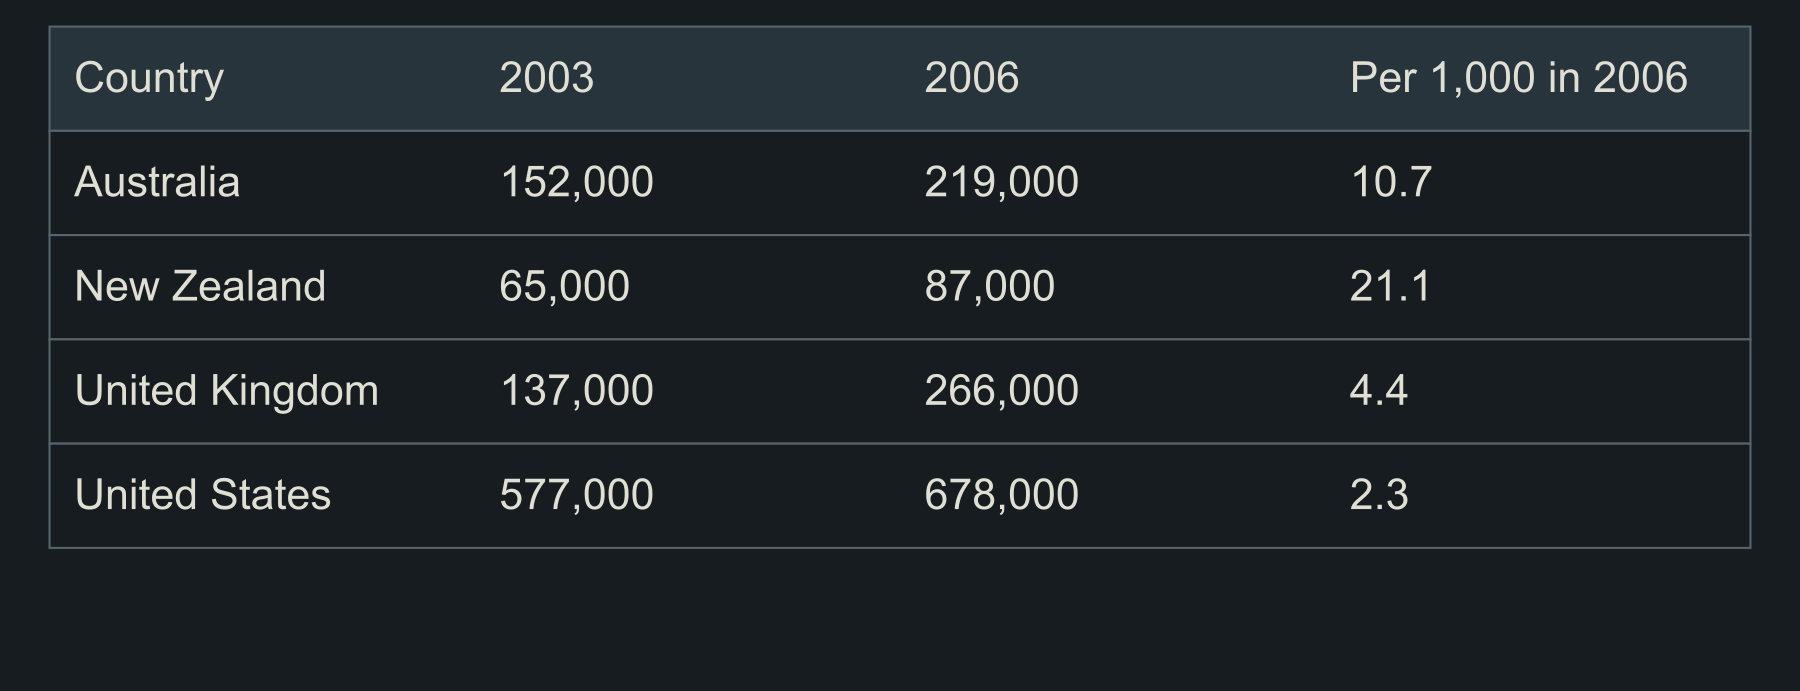 Country 2003 2006 Per 1,000 in 2006
Australia 152,000 219,000 10.7
New Zealand 65,000 87,000 21.1
United Kingdom 137,000 266,000 4.4
United States 577,000 678,000 2.3